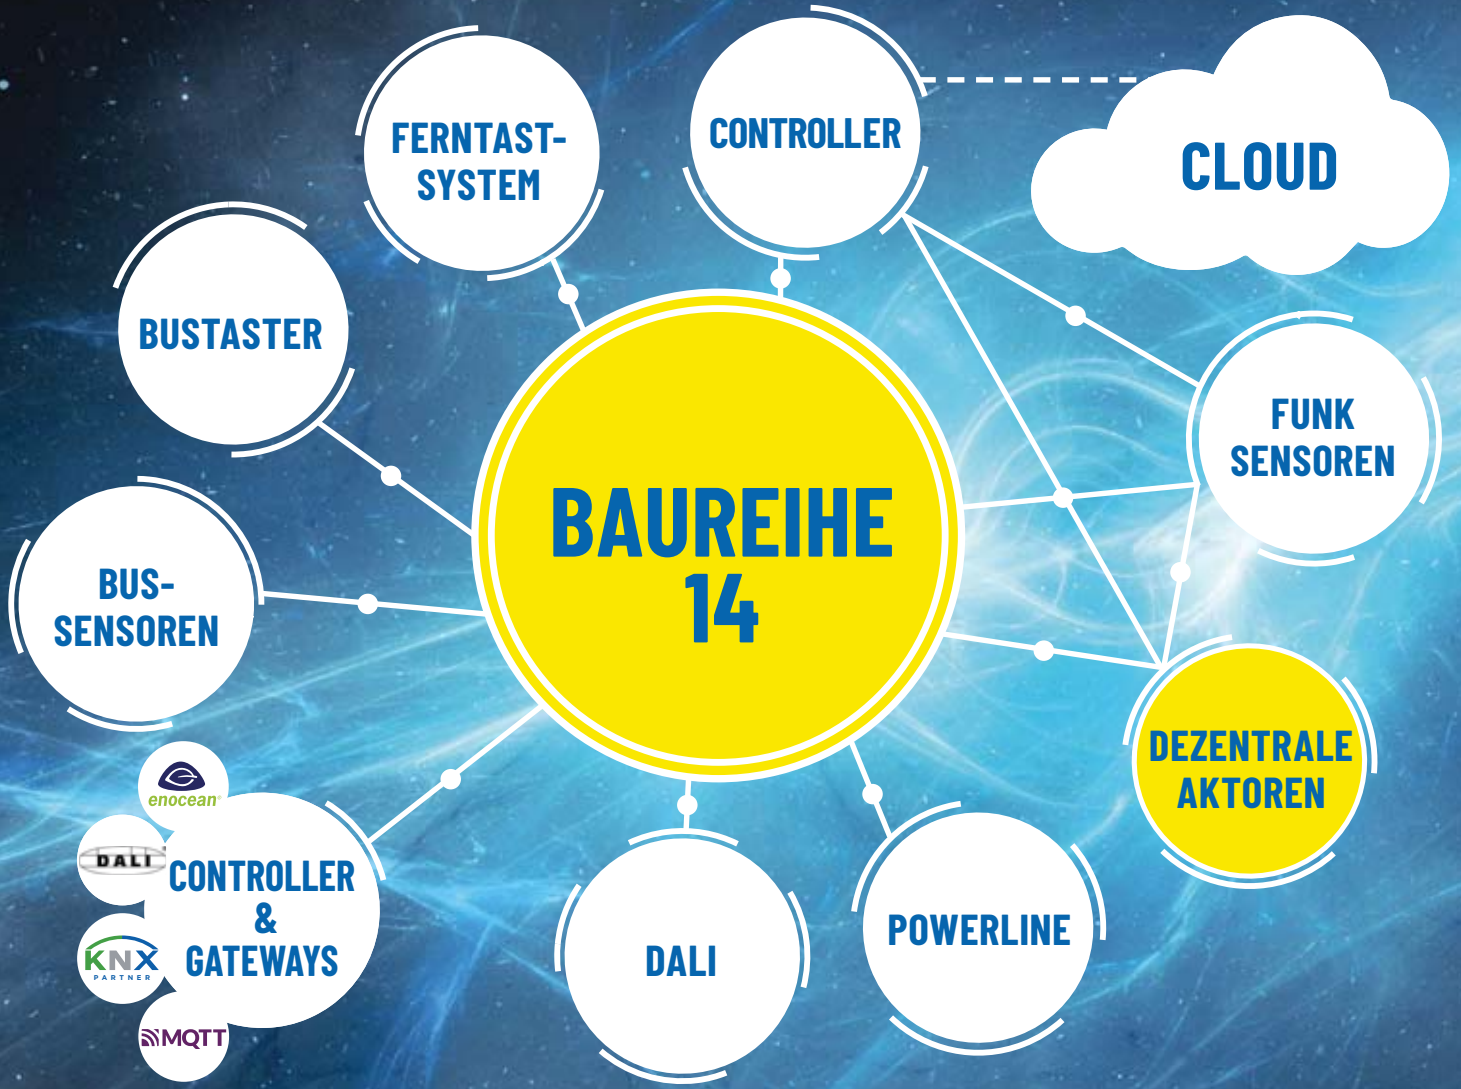 FERNTAST-
SYSTEM
CONTROLLER
CLOUD
BUSTASTER
FUNK
SENSOREN
BAUREIHE
14
BUS-
SENSOREN
DEZENTRALE
AKTOREN
enocean®
DALI
CONTROLLER
&
GATEWAYS
KNX
PARTNER
MQTT
DALI
POWERLINE